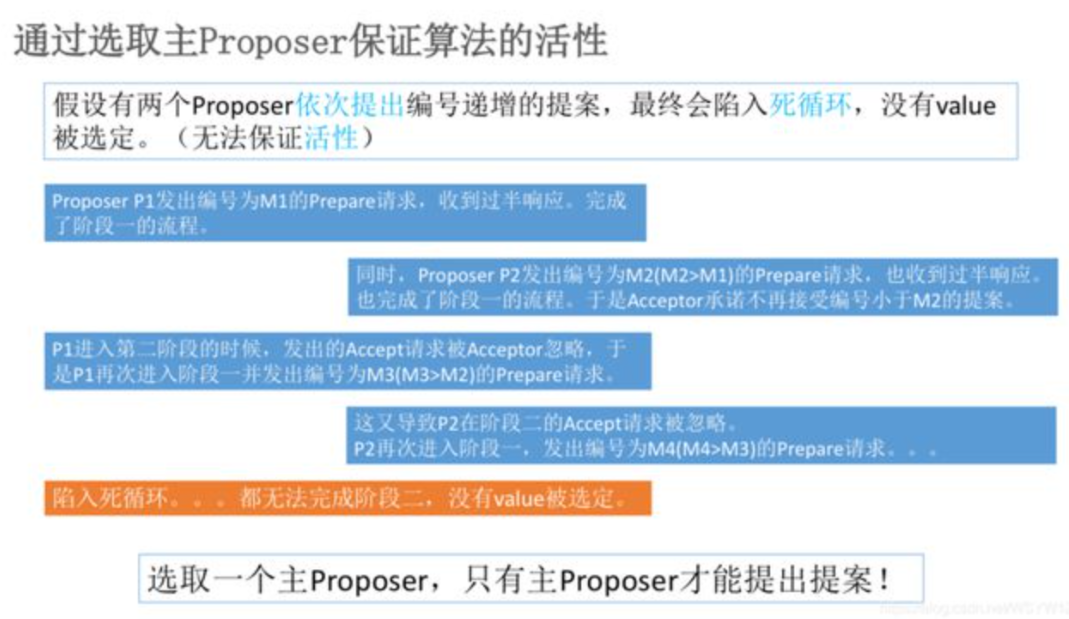 通过选取主Proposer保证算法的活性
假设有两个Proposer依次提出编号递增的提案，最终会陷入死循环，没有value
被选定。（无法保证活性）
Proposer P1发出编号为M1的Prepare请求，收到过半响应。完成
了阶段一的流程。
同时，Proposer P2发出编号为M2(M2>M1)的Prepare请求，也收到过半响应。
也完成了阶段一的流程。于是Acceptor承诺不再接受编号小于M2的提案。
P1进入第二阶段的时候，发出的Accept请求被Acceptor忽略，于
是P1再次进入阶段一并发出编号为M3(M3>M2)的Prepare请求。
这又导致P2在阶段二的Accept请求被忽略。
P2再次进入阶段一，发出编号为M4(M4>M3)的Prepare请求。。。
陷入死循环。。。都无法完成阶段二，没有value被选定。
选取一个主Proposer，只有主Proposer才能提出提案！